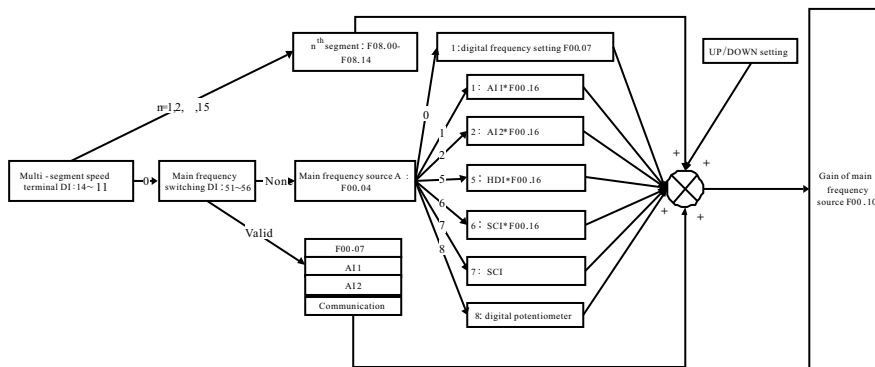 th
n segment: F08.00-
F08.14
1:digital frequency setting F00.07
UP/DOWN setting
1: AI1*F00.16
0
n=1,2, ,15
1
2: AI2*F00.16
2
+
+
Multi -segment speed
terminal DI:14~ 11
0
Main frequency
switching DI:51~56
None
Main frequency source A :
F00.04
5
5: HDI*F00.16
Gain of main
frequency
source F00.10
6
6: SCI*F00.16
+
+
7
Valid
8
F00-07
AI1
AI2
Communication
7: SCI
8: digital potentiometer